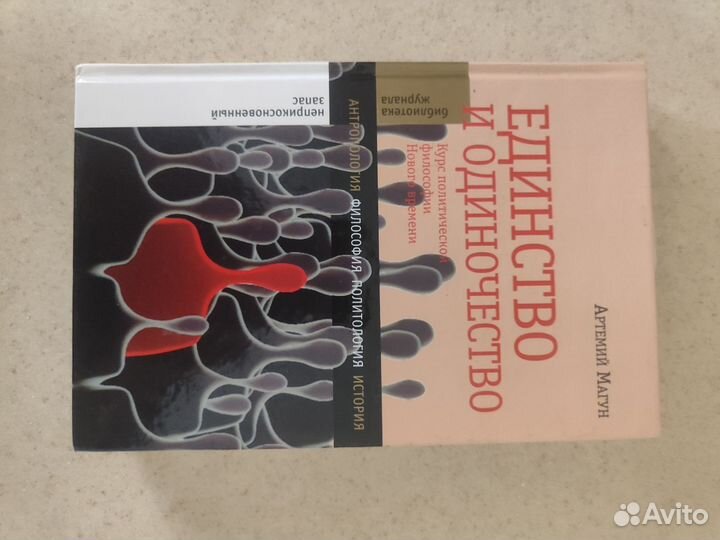 Артемий Магун
ЕДИНСТВО
И ОДИНОЧЕСТВО
Курс политической
философии
Нового времени
библиотека
журнала
АНТРОПОЛОГИЯ ФИЛОСОФИЯ ПОЛИТОЛОГИЯ ИСТОРИЯ
неприкосновенный
запас
Avito